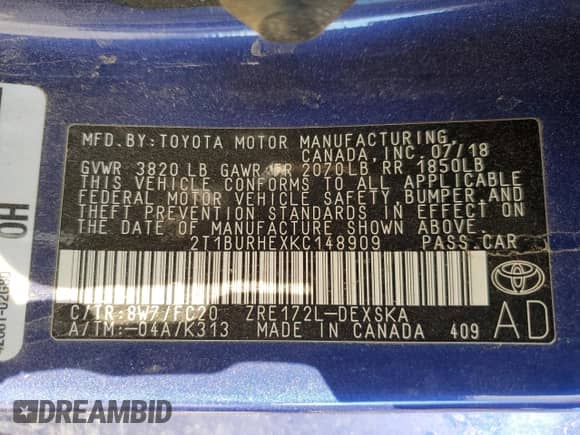 MFD.BY:TOYOTA MOTOR MANUFACTURING
CANADA,INC. 07/18
GVWR 3820 LB GAWR FR 2070LB RR 1850LB
THIS VEHICLE CONFORMS TO ALL APPLICABLE
FEDERAL MOTOR VEHICLE SAFETY,BUMPER,AND
THEFT PREVENTION STANDARDS IN EFFECT ON
THE DATE OF MANUFACTURE SHOWN ABOVE.
2T1BURHEXKC148909 PASS.CAR
C/TR:8W7/FC20 ZRE172L-DEXSKA
A/TM:-04A/K313 MADE IN CANADA 409
AD
TOYOTA
HO
DREAMBID